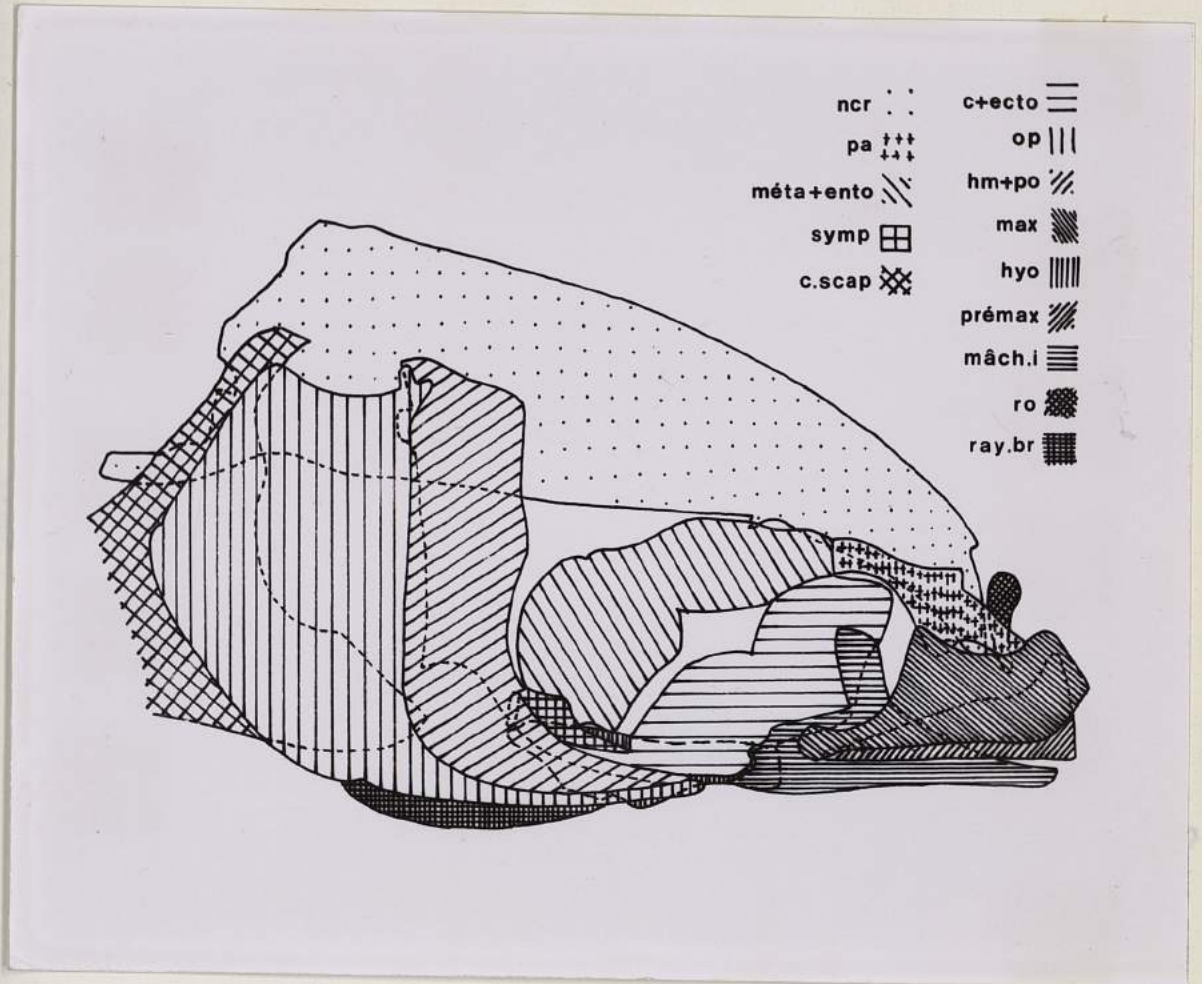 ncr
pa
méta+ento
symp
c.scap
c+ecto
op
hm+po
max
hyo
prémax
mâch.i
ro
ray.br